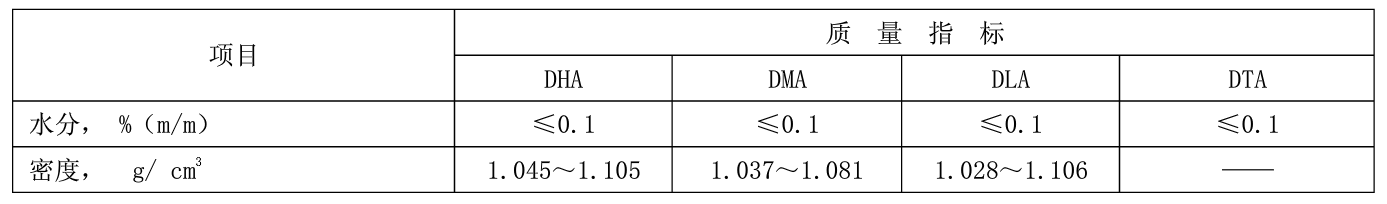 项目 质 量 指 标
DHA DMA DLA DTA
水分， %（m/m） ≤0.1 ≤0.1 ≤0.1 ≤0.1
密度， g/ cm³ 1.045～1.105 1.037～1.081 1.028～1.106 ——